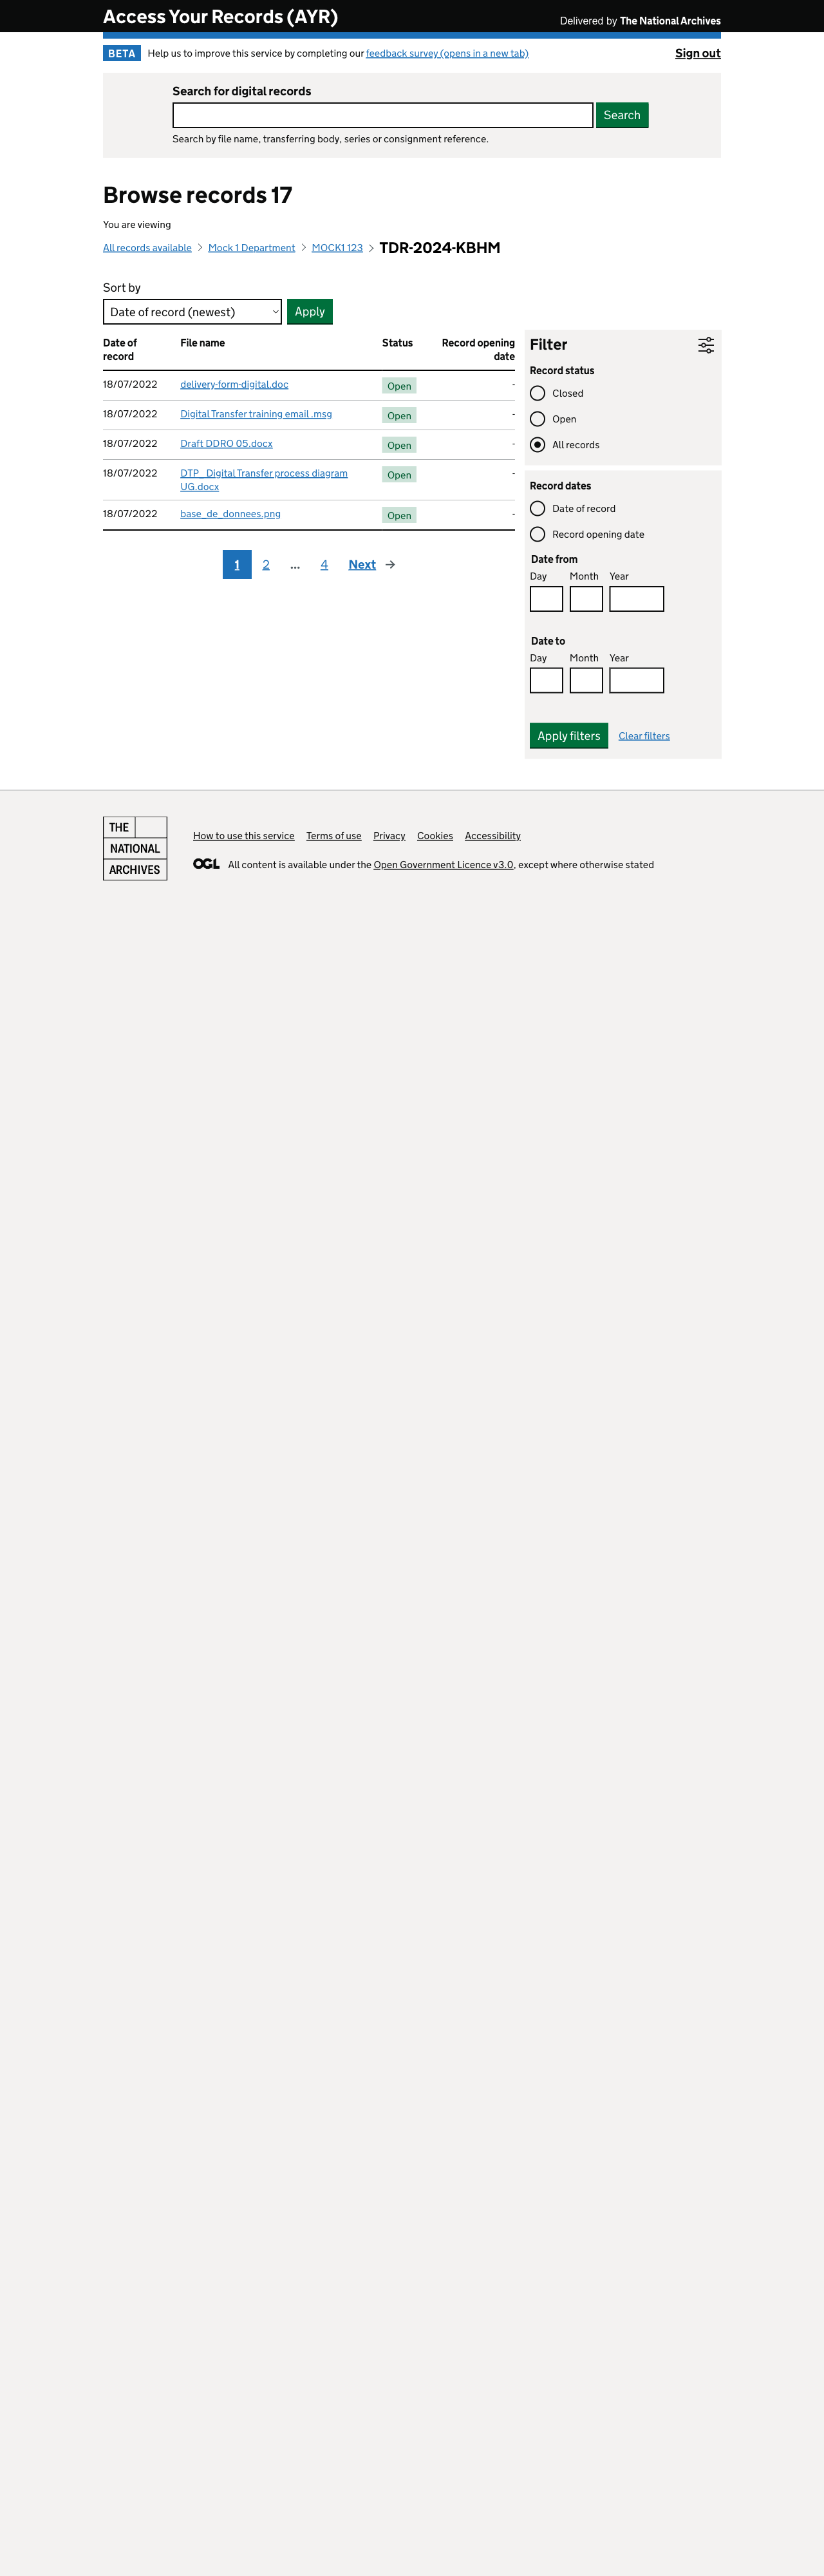 Access Your Records (AYR)
Delivered by The National Archives
BETA Help us to improve this service by completing our feedback survey (opens in a new tab)
Sign out
Search for digital records
Search
Search by file name, transferring body, series or consignment reference.
Browse records 17
You are viewing
All records available > Mock 1 Department > MOCK1 123 > TDR-2024-KBHM
Sort by
Date of record (newest) Apply
Date of record File name Status Record opening date
18/07/2022 delivery-form-digital.doc Open -
18/07/2022 Digital Transfer training email .msg Open -
18/07/2022 Draft DDRO 05.docx Open -
18/07/2022 DTP_ Digital Transfer process diagram
UG.docx Open -
18/07/2022 base_de_donnees.png Open -
1 2 ... 4 Next →
Filter
Record status
Closed
Open
All records
Record dates
Date of record
Record opening date
Date from
Day Month Year
Date to
Day Month Year
Apply filters Clear filters
THE
NATIONAL
ARCHIVES
How to use this service Terms of use Privacy Cookies Accessibility
OGL All content is available under the Open Government Licence v3.0, except where otherwise stated